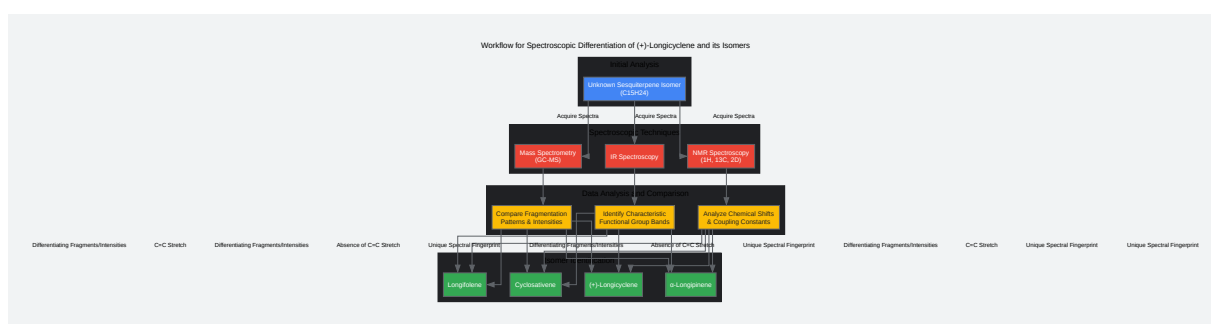 Workflow for Spectroscopic Differentiation of (+)-Longicyclene and its Isomers
Initial Analysis
Unknown Sesquiterpene Isomer
(C15H24)
Acquire Spectra
Acquire Spectra
Acquire Spectra
Spectroscopic Techniques
Mass Spectrometry
(GC-MS)
IR Spectroscopy
NMR Spectroscopy
(1H, 13C, 2D)
Data Analysis and Comparison
Compare Fragmentation
Patterns & Intensities
Identify Characteristic
Functional Group Bands
Analyze Chemical Shifts
& Coupling Constants
Differentiating Fragments/Intensities
C=C Stretch
Differentiating Fragments/Intensities
Absence of C=C Stretch
Unique Spectral Fingerprint
Differentiating Fragments/Intensities
Absence of C=C Stretch
Unique Spectral Fingerprint
Differentiating Fragments/Intensities
C=C Stretch
Unique Spectral Fingerprint
Unique Spectral Fingerprint
Isomer Identification
Longifolene
Cyclosativene
(+)-Longicyclene
α-Longipinene